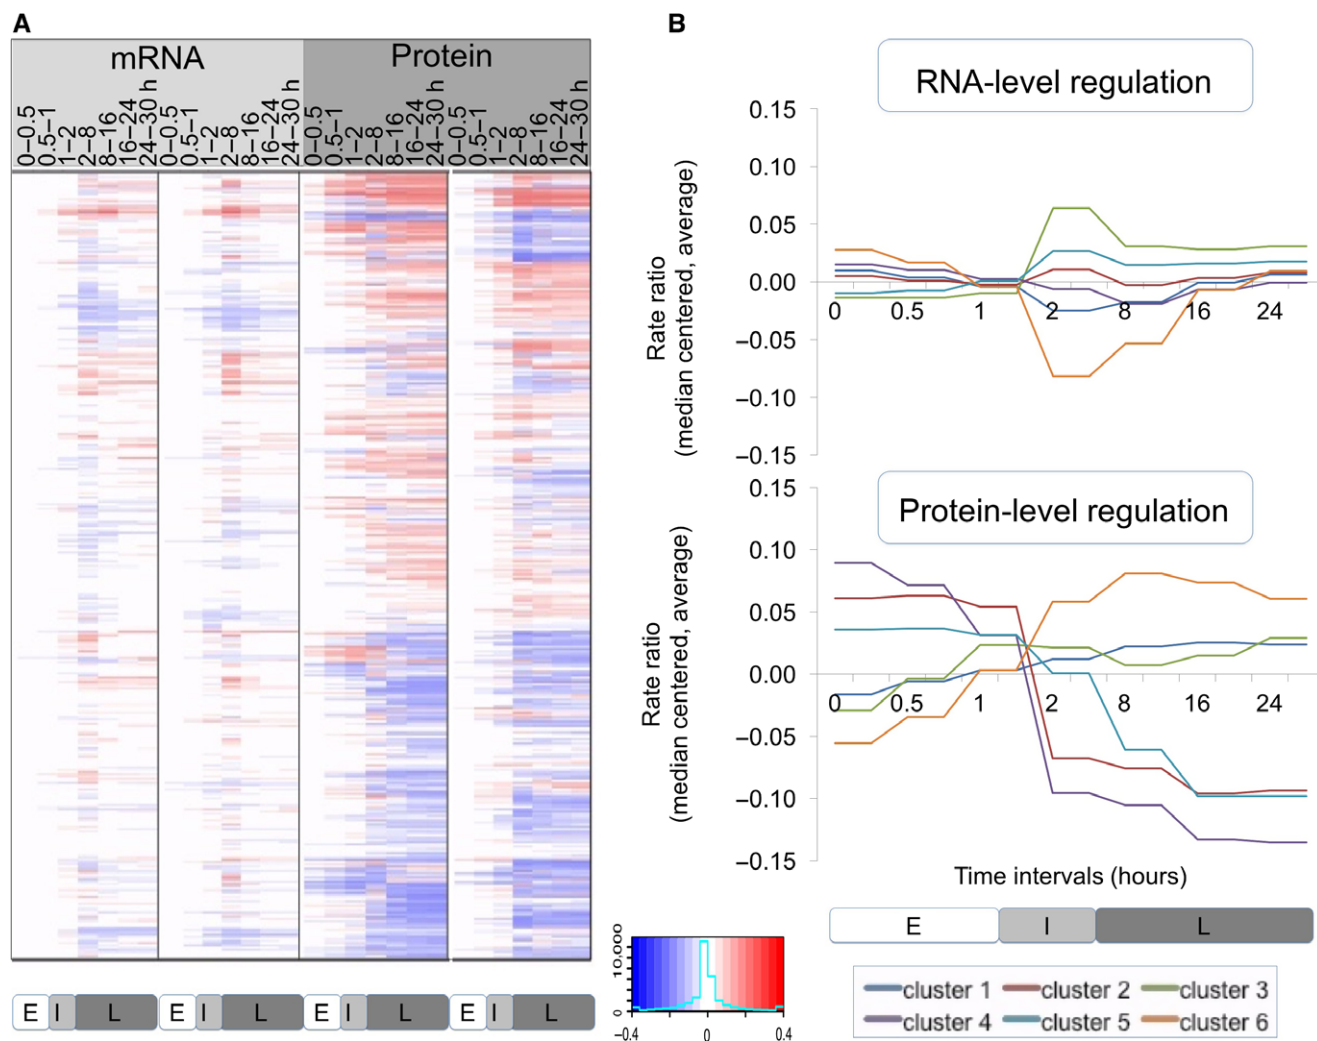 A
mRNA Protein
0–0.5 0.5–1 1–2 2–8 8–16 16–24 24–30 h 0–0.5 0.5–1 1–2 2–8 8–16 16–24 24–30 h 0–0.5 0.5–1 1–2 2–8 8–16 16–24 24–30 h 0–0.5 0.5–1 1–2 2–8 8–16 16–24 24–30 h
E I L E I L E I L E I L
10,000
0
−0.4 0 0.4
B
RNA-level regulation
Rate ratio
(median centered, average)
0.15
0.10
0.05
0.00
−0.05
−0.10
−0.15
0 0.5 1 2 8 16 24
Protein-level regulation
Rate ratio
(median centered, average)
0.15
0.10
0.05
0.00
−0.05
−0.10
−0.15
0 0.5 1 2 8 16 24
Time intervals (hours)
E I L
cluster 1 cluster 2 cluster 3
cluster 4 cluster 5 cluster 6